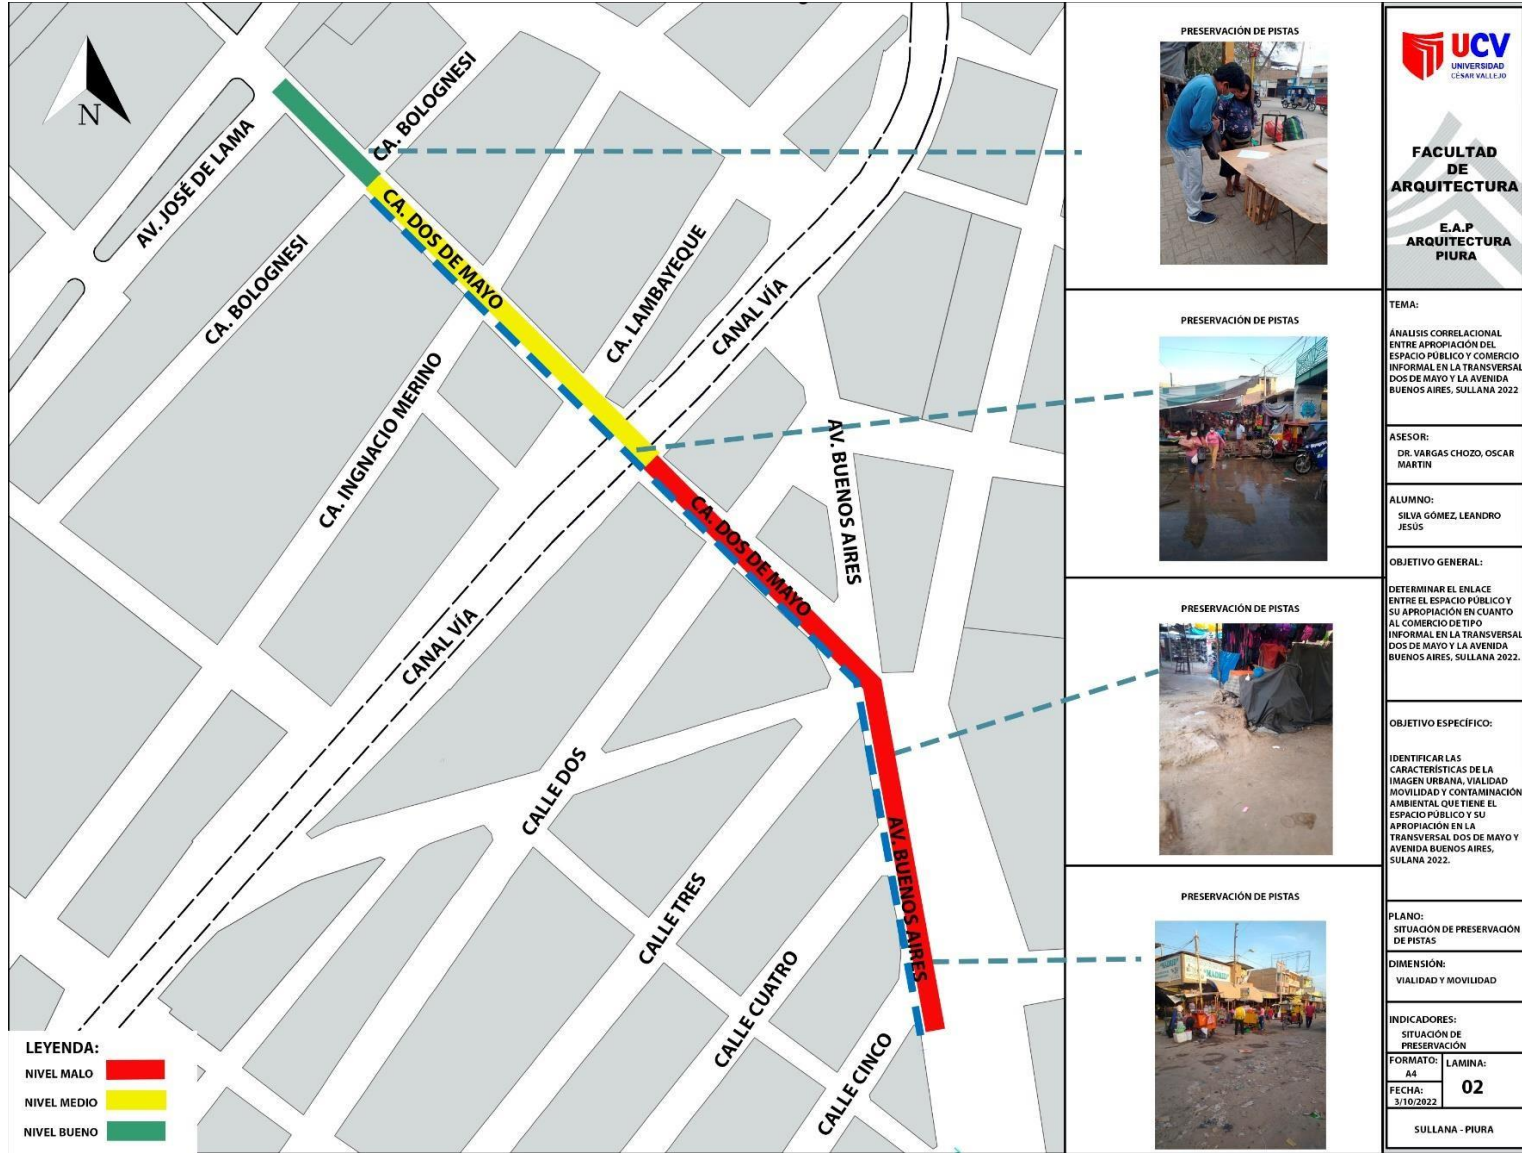 N
CA. BOLOGNESI
AV. JOSÉ DE LAMA
CA. BOLOGNESI
CA. DOS DE MAYO
CA. LAMBAYEQUE
CANAL VÍA
CA. INGNACIO MERINO
AV. BUENOS AIRES
CA. DOS DE MAYO
CANAL VÍA
CALLE DOS
AV. BUENOS AIRES
CALLE TRES
CALLE CUATRO
CALLE CINCO
LEYENDA:
NIVEL MALO
NIVEL MEDIO
NIVEL BUENO
PRESERVACIÓN DE PISTAS
PRESERVACIÓN DE PISTAS
PRESERVACIÓN DE PISTAS
PRESERVACIÓN DE PISTAS
UCV
UNIVERSIDAD
CÉSAR VALLEJO
FACULTAD
DE
ARQUITECTURA
E.A.P
ARQUITECTURA
PIURA
TEMA:
ÁNALISIS CORRELACIONAL
ENTRE APROPIACIÓN DEL
ESPACIO PÚBLICO Y COMERCIO
INFORMAL EN LA TRANSVERSAL
DOS DE MAYO Y LA AVENIDA
BUENOS AIRES, SULLANA 2022
ASESOR:
DR. VARGAS CHOZO, OSCAR
MARTIN
ALUMNO:
SILVA GÓMEZ, LEANDRO
JESÚS
OBJETIVO GENERAL:
DETERMINAR EL ENLACE
ENTRE EL ESPACIO PÚBLICO Y
SU APROPIACIÓN EN CUANTO
AL COMERCIO DE TIPO
INFORMAL EN LA TRANSVERSAL
DOS DE MAYO Y LA AVENIDA
BUENOS AIRES, SULLANA 2022.
OBJETIVO ESPECÍFICO:
IDENTIFICAR LAS
CARACTERÍSTICAS DE LA
IMAGEN URBANA, VIALIDAD
MOVILIDAD Y CONTAMINACIÓN
AMBIENTAL QUE TIENE EL
ESPACIO PÚBLICO Y SU
APROPIACIÓN EN LA
TRANSVERSAL DOS DE MAYO Y
AVENIDA BUENOS AIRES,
SULANA 2022.
PLANO:
SITUACIÓN DE PRESERVACIÓN
DE PISTAS
DIMENSIÓN:
VIALIDAD Y MOVILIDAD
INDICADORES:
SITUACIÓN DE
PRESERVACIÓN
FORMATO:
A4
LAMINA:
02
FECHA:
3/10/2022
SULLANA - PIURA